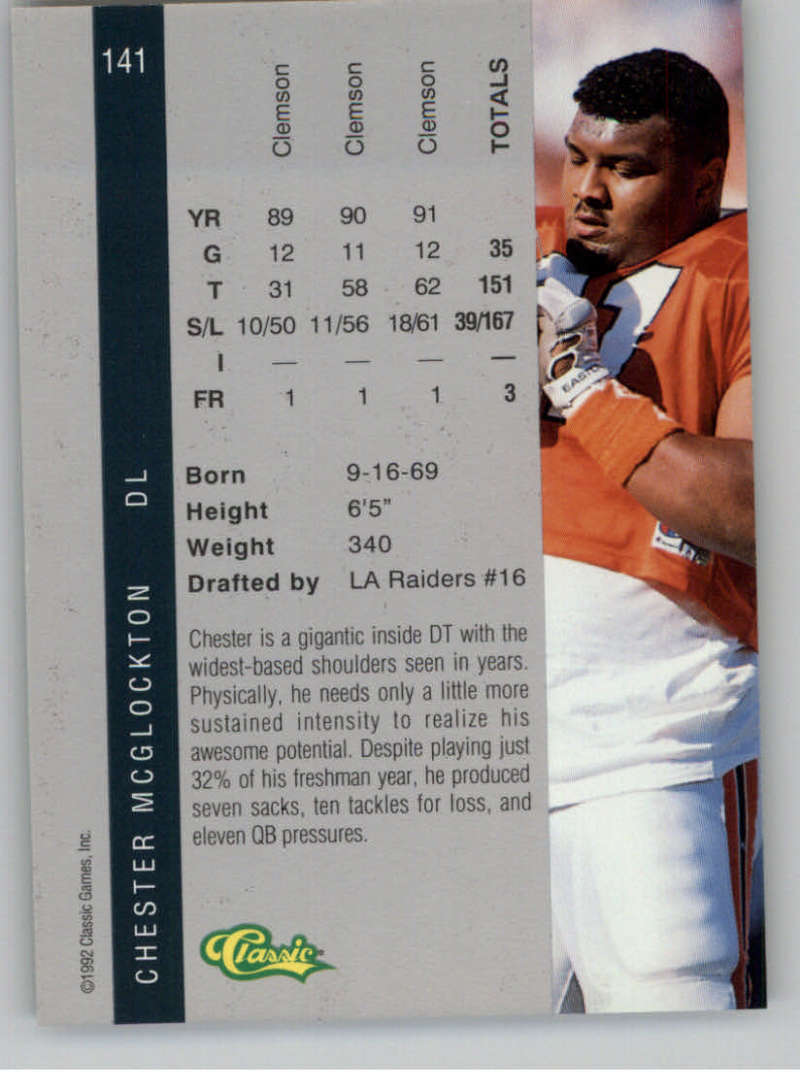 141
Clemson Clemson Clemson TOTALS
YR 89 90 91
G 12 11 12 35
T 31 58 62 151
S/L 10/50 11/56 18/61 39/167
I — — — —
FR 1 1 1 3
Born 9-16-69
Height 6'5"
Weight 340
Drafted by LA Raiders #16
Chester is a gigantic inside DT with the
widest-based shoulders seen in years.
Physically, he needs only a little more
sustained intensity to realize his
awesome potential. Despite playing just
32% of his freshman year, he produced
seven sacks, ten tackles for loss, and
eleven QB pressures.
Classic
CHESTER MCGLOCKTON DL
©1992 Classic Games, Inc.
EASTON